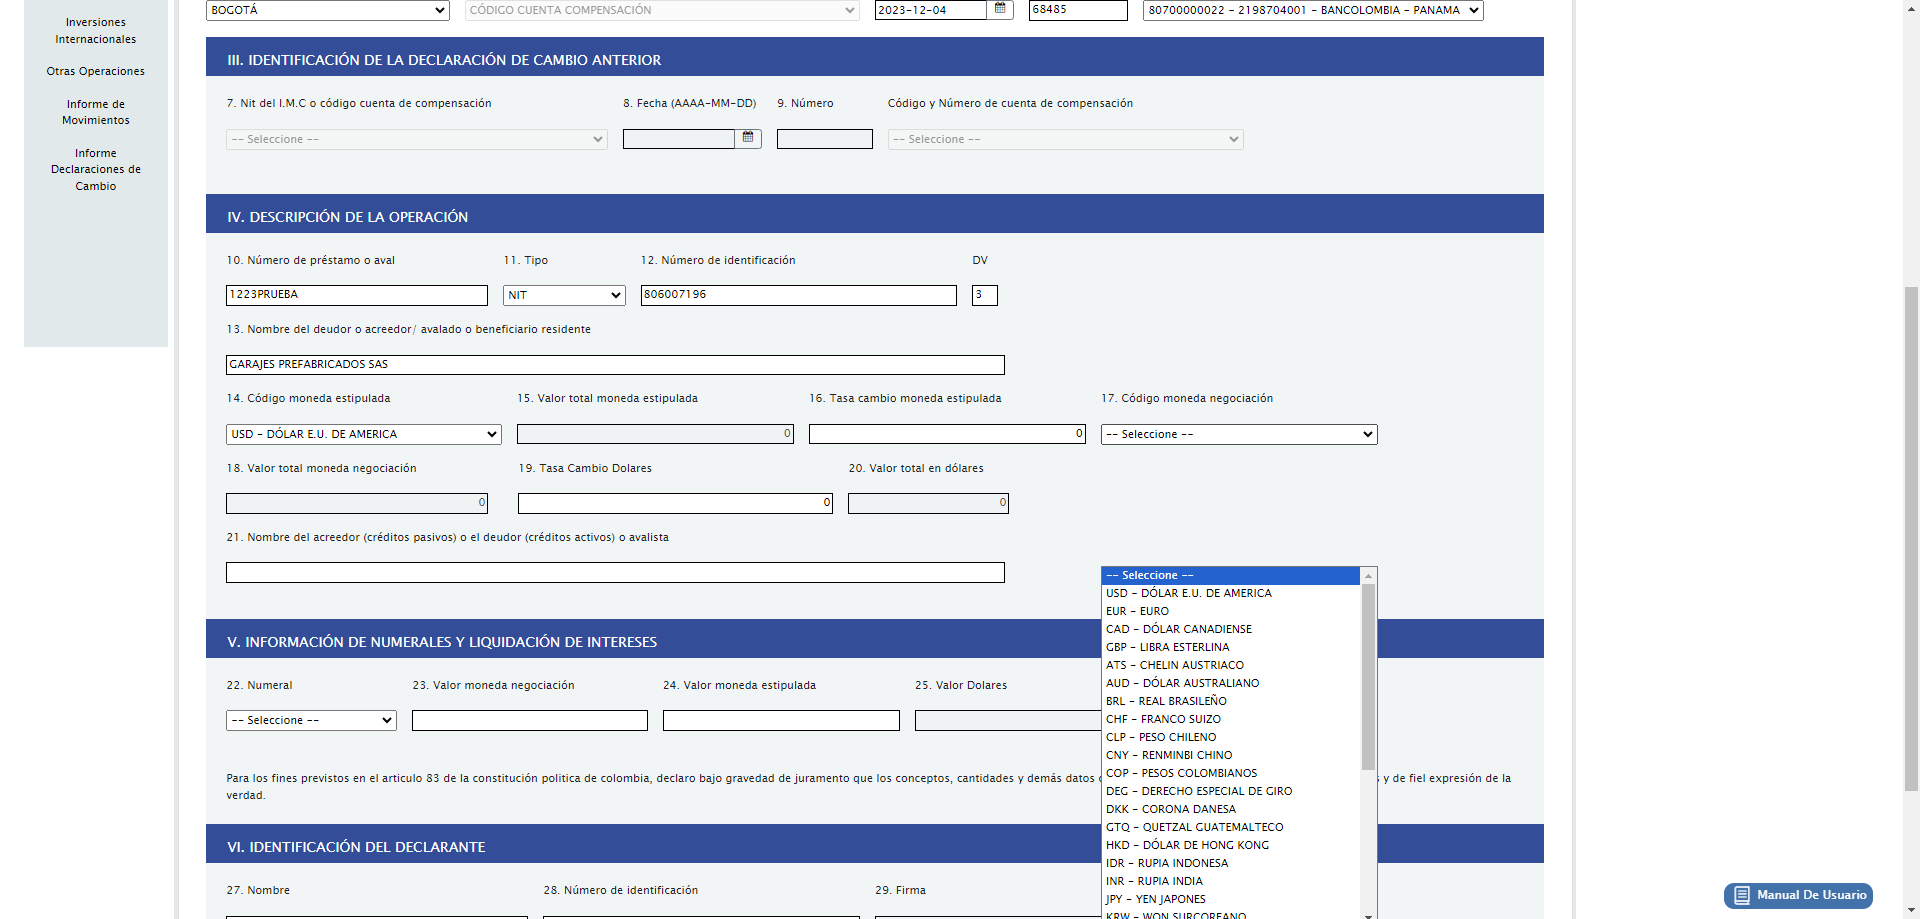 BOGOTÁ
CÓDIGO CUENTA COMPENSACIÓN
2023-12-04
68485
80700000022 - 2198704001 - BANCOLOMBIA - PANAMA
Inversiones
Internacionales
Otras Operaciones
Informe de
Movimientos
Informe
Declaraciones de
Cambio
III. IDENTIFICACIÓN DE LA DECLARACIÓN DE CAMBIO ANTERIOR
7. Nit del I.M.C o código cuenta de compensación
8. Fecha (AAAA-MM-DD)
9. Número
Código y Número de cuenta de compensación
-- Seleccione --
-- Seleccione --
IV. DESCRIPCIÓN DE LA OPERACIÓN
10. Número de préstamo o aval
11. Tipo
12. Número de identificación
DV
1223PRUEBA
NIT
806007196
3
13. Nombre del deudor o acreedor/ avalado o beneficiario residente
GARAJES PREFABRICADOS SAS
14. Código moneda estipulada
15. Valor total moneda estipulada
16. Tasa cambio moneda estipulada
17. Código moneda negociación
USD - DÓLAR E.U. DE AMERICA
0
0
-- Seleccione --
18. Valor total moneda negociación
19. Tasa Cambio Dolares
20. Valor total en dólares
0
0
0
21. Nombre del acreedor (créditos pasivos) o el deudor (créditos activos) o avalista
-- Seleccione --
USD - DÓLAR E.U. DE AMERICA
EUR - EURO
CAD - DÓLAR CANADIENSE
GBP - LIBRA ESTERLINA
ATS - CHELIN AUSTRIACO
AUD - DÓLAR AUSTRALIANO
BRL - REAL BRASILEÑO
CHF - FRANCO SUIZO
CLP - PESO CHILENO
CNY - RENMINBI CHINO
COP - PESOS COLOMBIANOS
DEG - DERECHO ESPECIAL DE GIRO
DKK - CORONA DANESA
GTQ - QUETZAL GUATEMALTECO
HKD - DÓLAR DE HONG KONG
IDR - RUPIA INDONESA
INR - RUPIA INDIA
JPY - YEN JAPONES
KRW - WON SURCOREANO
V. INFORMACIÓN DE NUMERALES Y LIQUIDACIÓN DE INTERESES
22. Numeral
23. Valor moneda negociación
24. Valor moneda estipulada
25. Valor Dolares
-- Seleccione --
Para los fines previstos en el articulo 83 de la constitución politica de colombia, declaro bajo gravedad de juramento que los conceptos, cantidades y demás datos y de fiel expresión de la
verdad.
VI. IDENTIFICACIÓN DEL DECLARANTE
27. Nombre
28. Número de identificación
29. Firma
Manual De Usuario